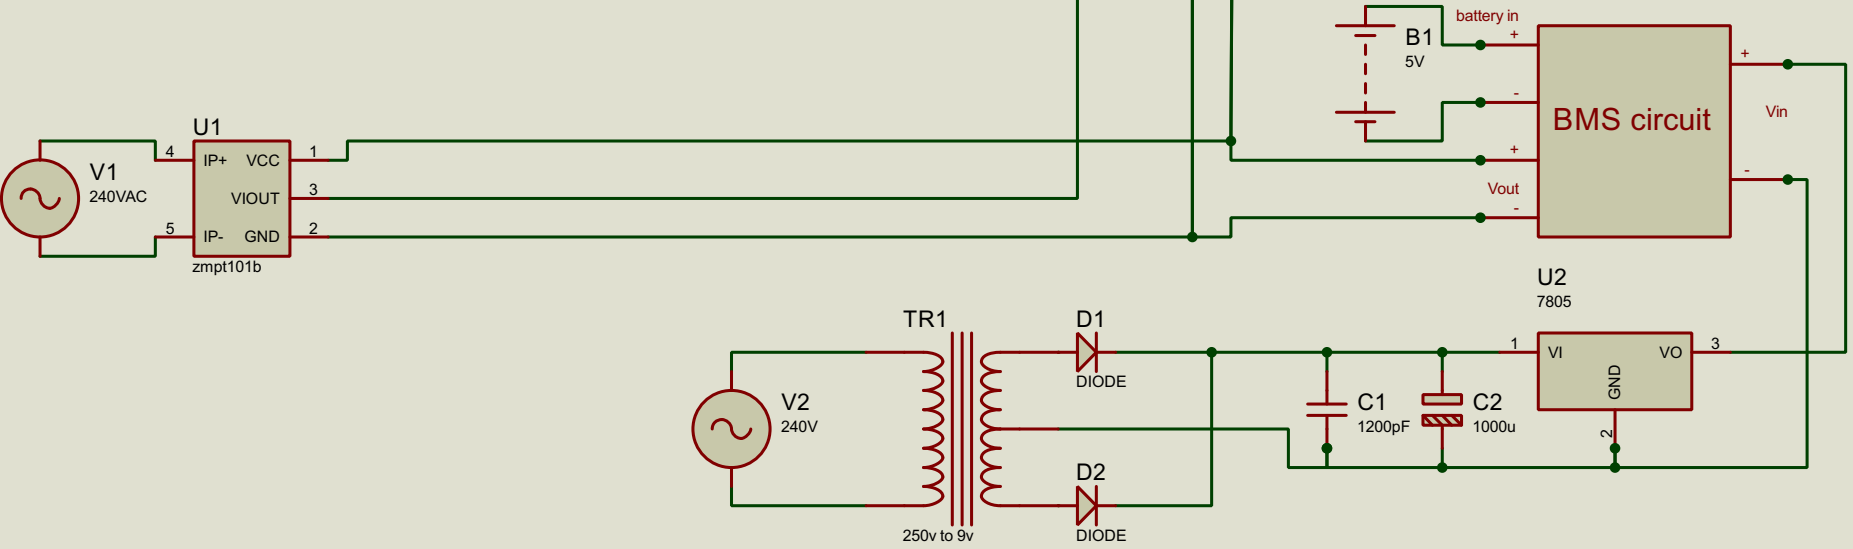 battery in
+
B1
5V
-
+
Vout
-
BMS circuit
+
Vin
-
U1
V1
240VAC
4
IP+
VCC
1
VIOUT
3
5
IP-
GND
2
zmpt101b
U2
7805
TR1
D1
DIODE
V2
240V
C1
1200pF
C2
1000u
1
VI
VO
3
GND
2
D2
DIODE
250v to 9v